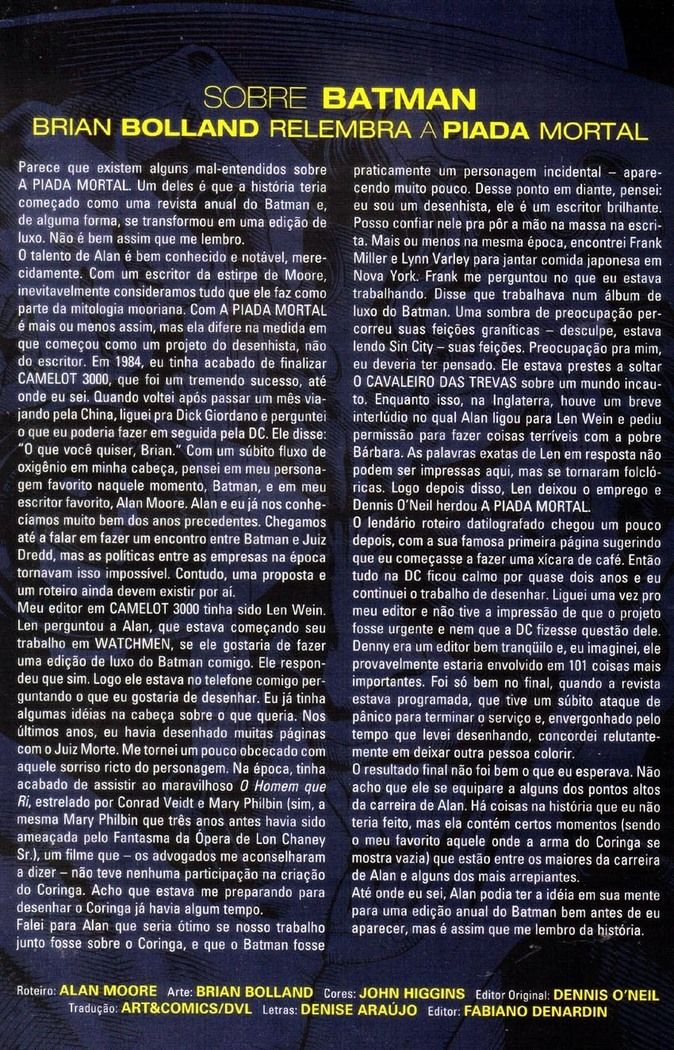 SOBRE BATMAN
BRIAN BOLLAND RELEMBRA A PIADA MORTAL
Parece que existem alguns mal-entendidos sobre
A PIADA MORTAL. Um deles é que a história teria
começado como uma revista anual do Batman e,
de alguma forma, se transformou em uma edição de
luxo. Não é bem assim que me lembro.
O talento de Alan é bem conhecido e notável, mere-
cidamente. Com um escritor da estirpe de Moore,
inevitavelmente consideramos tudo que ele faz como
parte da mitologia mooriana. Com A PIADA MORTAL
é mais ou menos assim, mas ela difere na medida em
que começou como um projeto do desenhista, não
do escritor. Em 1984, eu tinha acabado de finalizar
CAMELOT 3000, que foi um tremendo sucesso, até
onde eu sei. Quando voltei após passar um mês via-
jando pela China, liguei pra Dick Giordano e perguntei
o que eu poderia fazer em seguida pela DC. Ele disse:
"O que você quiser, Brian." Com um súbito fluxo de
oxigênio em minha cabeça, pensei em meu persona-
gem favorito naquele momento, Batman, e em meu
escritor favorito, Alan Moore. Alan e eu já nos conhe-
cíamos muito bem dos anos precedentes. Chegamos
até a falar em fazer um encontro entre Batman e Juiz
Dredd, mas as políticas entre as empresas na época
tornavam isso impossível. Contudo, uma proposta e
um roteiro ainda devem existir por aí.
Meu editor em CAMELOT 3000 tinha sido Len Wein.
Len perguntou a Alan, que estava começando seu
trabalho em WATCHMEN, se ele gostaria de fazer
uma edição de luxo do Batman comigo. Ele respon-
deu que sim. Logo ele estava no telefone comigo per-
guntando o que eu gostaria de desenhar. Eu já tinha
algumas idéias na cabeça sobre o que queria. Nos
últimos anos, eu havia desenhado muitas páginas
com o Juiz Morte. Me tornei um pouco obcecado com
aquele sorriso ricto do personagem. Na época, tinha
acabado de assistir ao maravilhoso O Homem que
Ri, estrelado por Conrad Veidt e Mary Philbin (sim, a
mesma Mary Philbin que três anos antes havia sido
ameaçada pelo Fantasma da Ópera de Lon Chaney
Sr.), um filme que – os advogados me aconselharam
a dizer – não teve nenhuma participação na criação
do Coringa. Acho que estava me preparando para
desenhar o Coringa já havia algum tempo.
Falei para Alan que seria ótimo se nosso trabalho
junto fosse sobre o Coringa, e que o Batman fosse
praticamente um personagem incidental – apare-
cendo muito pouco. Desse ponto em diante, pensei:
eu sou um desenhista, ele é um escritor brilhante.
Posso confiar nele pra pôr a mão na massa na escri-
ta. Mais ou menos na mesma época, encontrei Frank
Miller e Lynn Varley para jantar comida japonesa em
Nova York. Frank me perguntou no que eu estava
trabalhando. Disse que trabalhava num álbum de
luxo do Batman. Uma sombra de preocupação per-
correu suas feições graníticas – desculpe, estava
lendo Sin City – suas feições. Preocupação pra mim,
eu deveria ter pensado. Ele estava prestes a soltar
O CAVALEIRO DAS TREVAS sobre um mundo incau-
to. Enquanto isso, na Inglaterra, houve um breve
interlúdio no qual Alan ligou para Len Wein e pediu
permissão para fazer coisas terríveis com a pobre
Bárbara. As palavras exatas de Len em resposta não
podem ser impressas aqui, mas se tornaram folcló-
ricas. Logo depois disso, Len deixou o emprego e
Dennis O'Neil herdou A PIADA MORTAL.
O lendário roteiro datilografado chegou um pouco
depois, com a sua famosa primeira página sugerindo
que eu começasse a fazer uma xícara de café. Então
tudo na DC ficou calmo por quase dois anos e eu
continuei o trabalho de desenhar. Liguei uma vez pro
meu editor e não tive a impressão de que o projeto
fosse urgente e nem que a DC fizesse questão dele.
Denny era um editor bem tranqüilo e, eu imaginei, ele
provavelmente estaria envolvido em 101 coisas mais
importantes. Foi só bem no final, quando a revista
estava programada, que tive um súbito ataque de
pânico para terminar o serviço e, envergonhado pelo
tempo que levei desenhando, concordei relutante-
mente em deixar outra pessoa colorir.
O resultado final não foi bem o que eu esperava. Não
acho que ele se equipare a alguns dos pontos altos
da carreira de Alan. Há coisas na história que eu não
teria feito, mas ela contém certos momentos (sendo
o meu favorito aquele onde a arma do Coringa se
mostra vazia) que estão entre os maiores da carreira
de Alan e alguns dos mais arrepiantes.
Até onde eu sei, Alan podia ter a idéia em sua mente
para uma edição anual do Batman bem antes de eu
aparecer, mas é assim que me lembro da história.
Roteiro: ALAN MOORE Arte: BRIAN BOLLAND Cores: JOHN HIGGINS Editor Original: DENNIS O'NEIL
Tradução: ART&COMICS/DVL Letras: DENISE ARAÚJO Editor: FABIANO DENARDIN